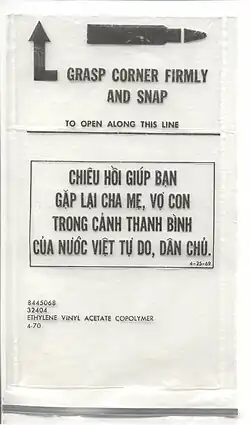 GRASP CORNER FIRMLY
AND SNAP
TO OPEN ALONG THIS LINE
CHIÊU HỒI GIÚP BẠN
GẶP LẠI CHA MẸ, VỢ CON
TRONG CẢNH THANH BÌNH
CỦA NƯỚC VIỆT TỰ DO, DÂN CHỦ.
4-25-69
8445068
32404
ETHYLENE VINYL ACETATE COPOLYMER
4-70